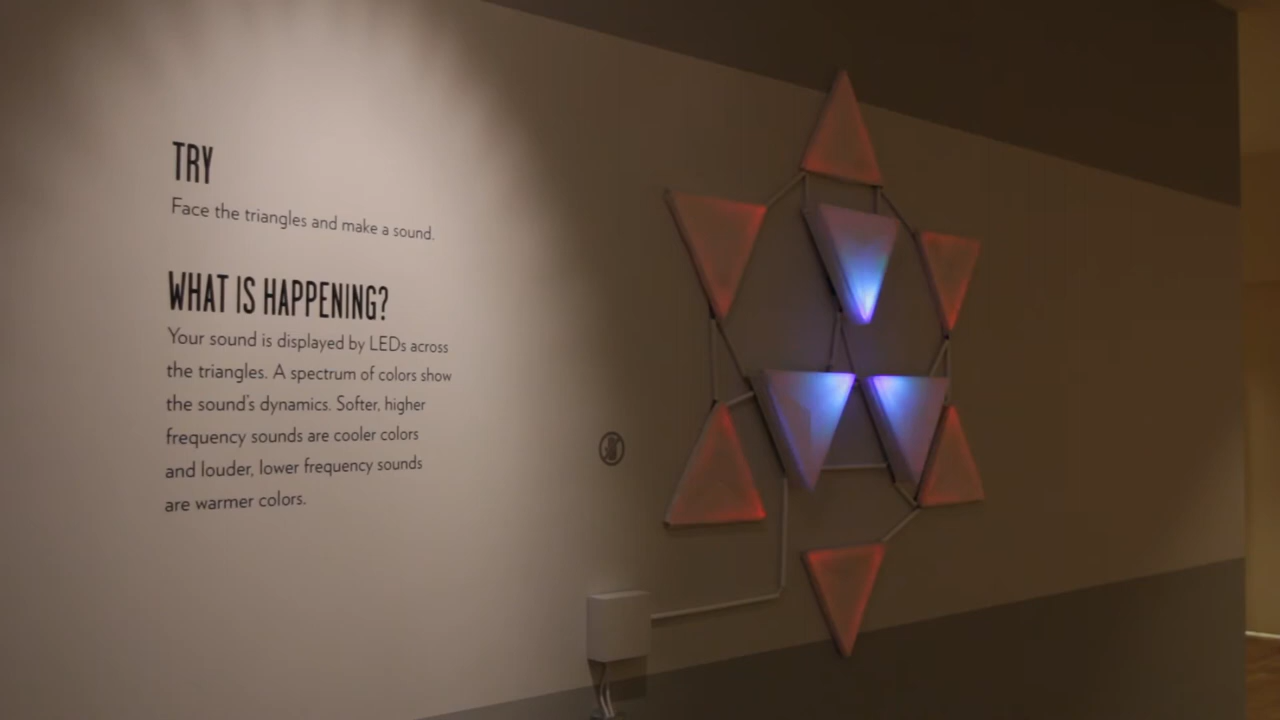 TRY
Face the triangles and make a sound.
WHAT IS HAPPENING?
Your sound is displayed by LEDs across
the triangles. A spectrum of colors show
the sound's dynamics. Softer, higher
frequency sounds are cooler colors
and louder, lower frequency sounds
are warmer colors.